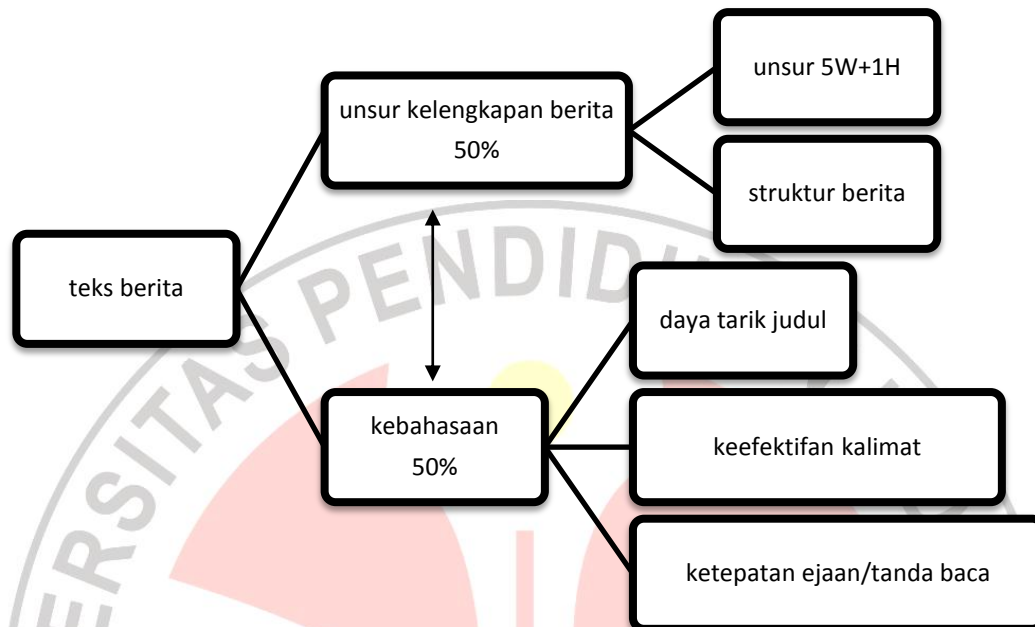 teks berita
unsur kelengkapan berita
50%
unsur 5W+1H
struktur berita
kebahasaan
50%
daya tarik judul
keefektifan kalimat
ketepatan ejaan/tanda baca